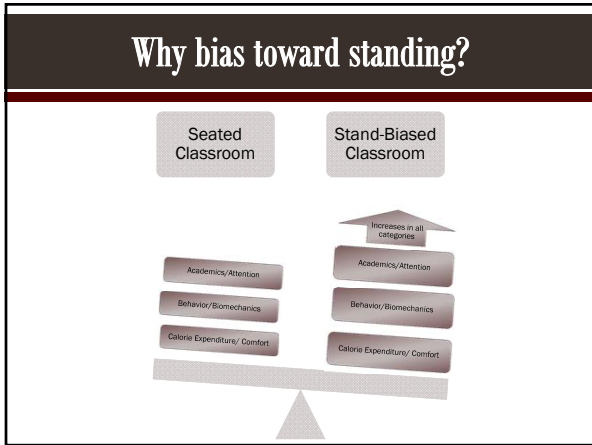 Why bias toward standing?
Seated
Classroom
Stand-Biased
Classroom
Increases in all
categories
Academics/Attention
Behavior/Biomechanics
Calorie Expenditure/ Comfort
Academics/Attention
Behavior/Biomechanics
Calorie Expenditure/ Comfort